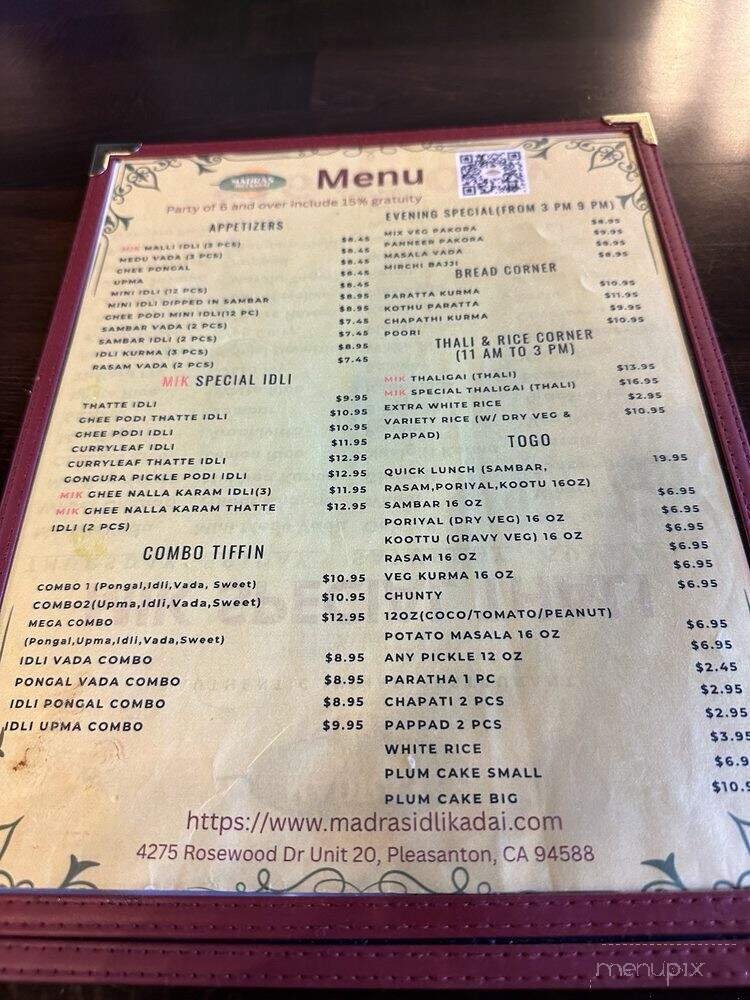 MADRAS
Menu
Party of 6 and over include 15% gratuity
APPETIZERS
MIK MALLI IDLI (3 PCS) $8.45
MEDU VADA (3 PCS) $8.45
GHEE PONGAL $8.45
UPMA $8.45
MINI IDLI (12 PCS) $8.45
MINI IDLI DIPPED IN SAMBAR $8.95
GHEE PODI MINI IDLI(12 PC) $8.95
SAMBAR VADA (2 PCS) $7.45
SAMBAR IDLI (2 PCS) $7.45
IDLI KURMA (3 PCS) $8.95
RASAM VADA (2 PCS) $7.45
MIK SPECIAL IDLI
THATTE IDLI $9.95
GHEE PODI THATTE IDLI $10.95
GHEE PODI IDLI $10.95
CURRYLEAF IDLI $11.95
CURRYLEAF THATTE IDLI $12.95
GONGURA PICKLE PODI IDLI $12.95
MIK GHEE NALLA KARAM IDLI(3) $11.95
MIK GHEE NALLA KARAM THATTE $12.95
IDLI (2 PCS)
COMBO TIFFIN
COMBO 1 (Pongal,Idli,Vada, Sweet) $10.95
COMBO2(Upma,Idli,Vada,Sweet) $10.95
MEGA COMBO $12.95
(Pongal,Upma,Idli,Vada,Sweet)
IDLI VADA COMBO $8.95
PONGAL VADA COMBO $8.95
IDLI PONGAL COMBO $8.95
IDLI UPMA COMBO $9.95
EVENING SPECIAL(FROM 3 PM 9 PM)
MIX VEG PAKORA $8.95
PANNEER PAKORA $9.95
MASALA VADA $8.95
MIRCHI BAJJI $8.95
BREAD CORNER
PARATTA KURMA $10.95
KOTHU PARATTA $11.95
CHAPATHI KURMA $9.95
POORI $10.95
THALI & RICE CORNER
(11 AM TO 3 PM)
MIK THALIGAI (THALI) $13.95
MIK SPECIAL THALIGAI (THALI) $16.95
EXTRA WHITE RICE $2.95
VARIETY RICE (W/ DRY VEG & $10.95
PAPPAD)
TOGO
QUICK LUNCH (SAMBAR, 19.95
RASAM,PORIYAL,KOOTU 16OZ)
SAMBAR 16 OZ $6.95
PORIYAL (DRY VEG) 16 OZ $6.95
KOOTTU (GRAVY VEG) 16 OZ $6.95
RASAM 16 OZ $6.95
VEG KURMA 16 OZ $6.95
CHUNTY
12OZ(COCO/TOMATO/PEANUT) $6.95
POTATO MASALA 16 OZ $6.95
ANY PICKLE 12 OZ $2.45
PARATHA 1 PC $2.95
CHAPATI 2 PCS $2.95
PAPPAD 2 PCS $3.95
WHITE RICE $6.9
PLUM CAKE SMALL $10.9
PLUM CAKE BIG
https://www.madrasidlikadai.com
4275 Rosewood Dr Unit 20, Pleasanton, CA 94588
menupix